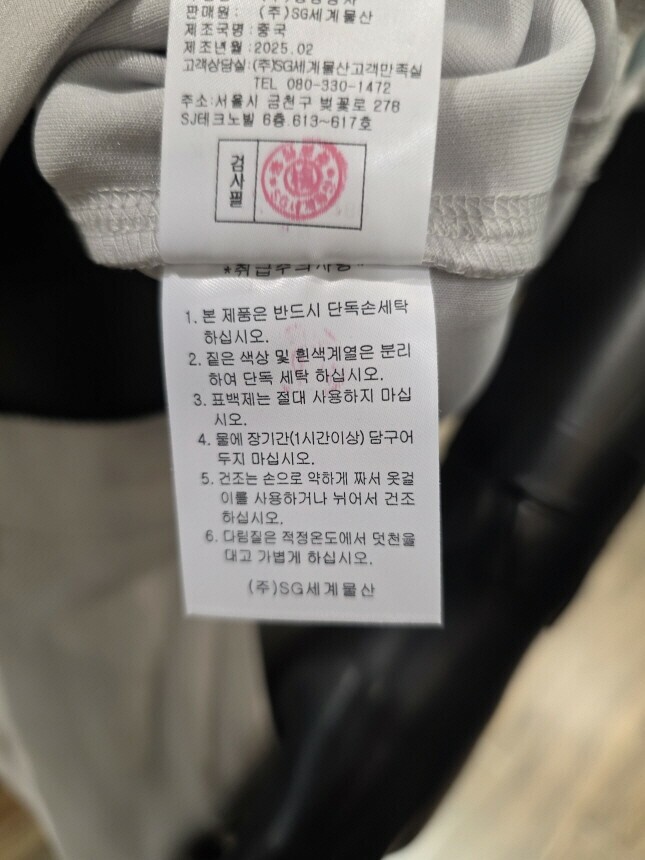 판매원 : (주)SG세계물산
제조국명 : 중국
제조년월 : 2025.02
고객상담실:(주)SG세계물산고객만족실
TEL 080-330-1472
주소:서울시 금천구 벚꽃로 278
SJ테크노빌 6층.613~617호
검사필
*취급주의사항*
1. 본 제품은 반드시 단독손세탁
하십시오.
2. 짙은 색상 및 흰색계열은 분리
하여 단독 세탁 하십시오.
3. 표백제는 절대 사용하지 마십
시오.
4. 물에 장기간(1시간이상) 담구어
두지 마십시오.
5. 건조는 손으로 약하게 짜서 옷걸
이를 사용하거나 뉘어서 건조
하십시오.
6. 다림질은 적정온도에서 덧천을
대고 가볍게 하십시오.
(주)SG세계물산